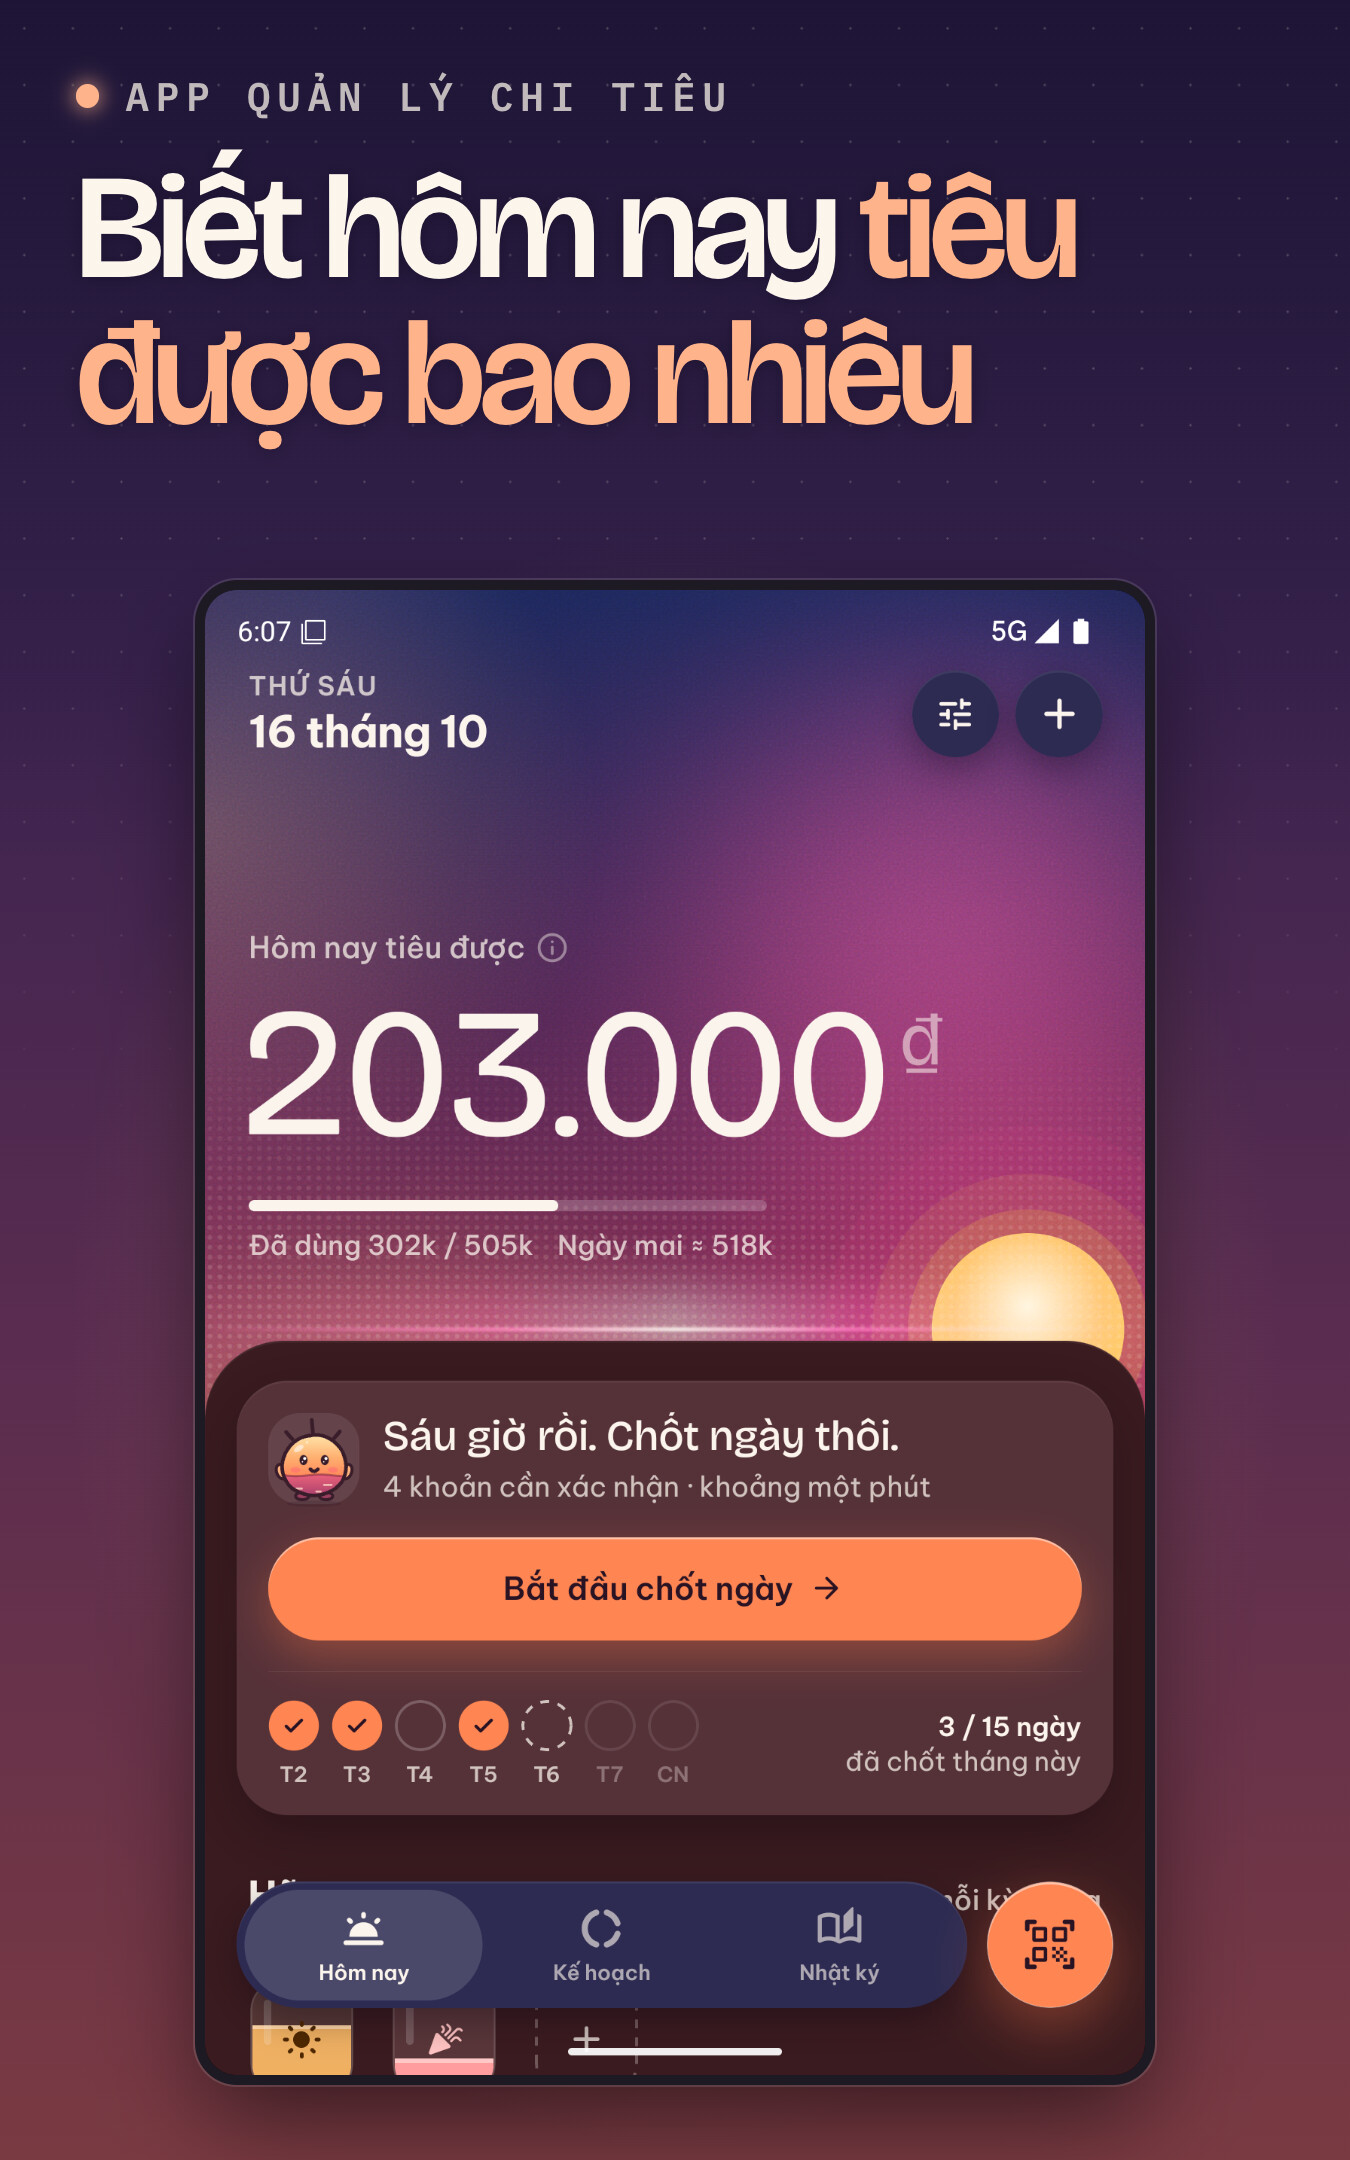 APP QUẢN LÝ CHI TIÊU
Biết hôm nay tiêu
được bao nhiêu
6:07
5G
THỨ SÁU
16 tháng 10
Hôm nay tiêu được
203.000 ₫
Đã dùng 302k / 505k Ngày mai ≈ 518k
Sáu giờ rồi. Chốt ngày thôi.
4 khoản cần xác nhận · khoảng một phút
Bắt đầu chốt ngày →
T2 T3 T4 T5 T6 T7 CN
3 / 15 ngày
đã chốt tháng này
Hôm nay
Kế hoạch
Nhật ký